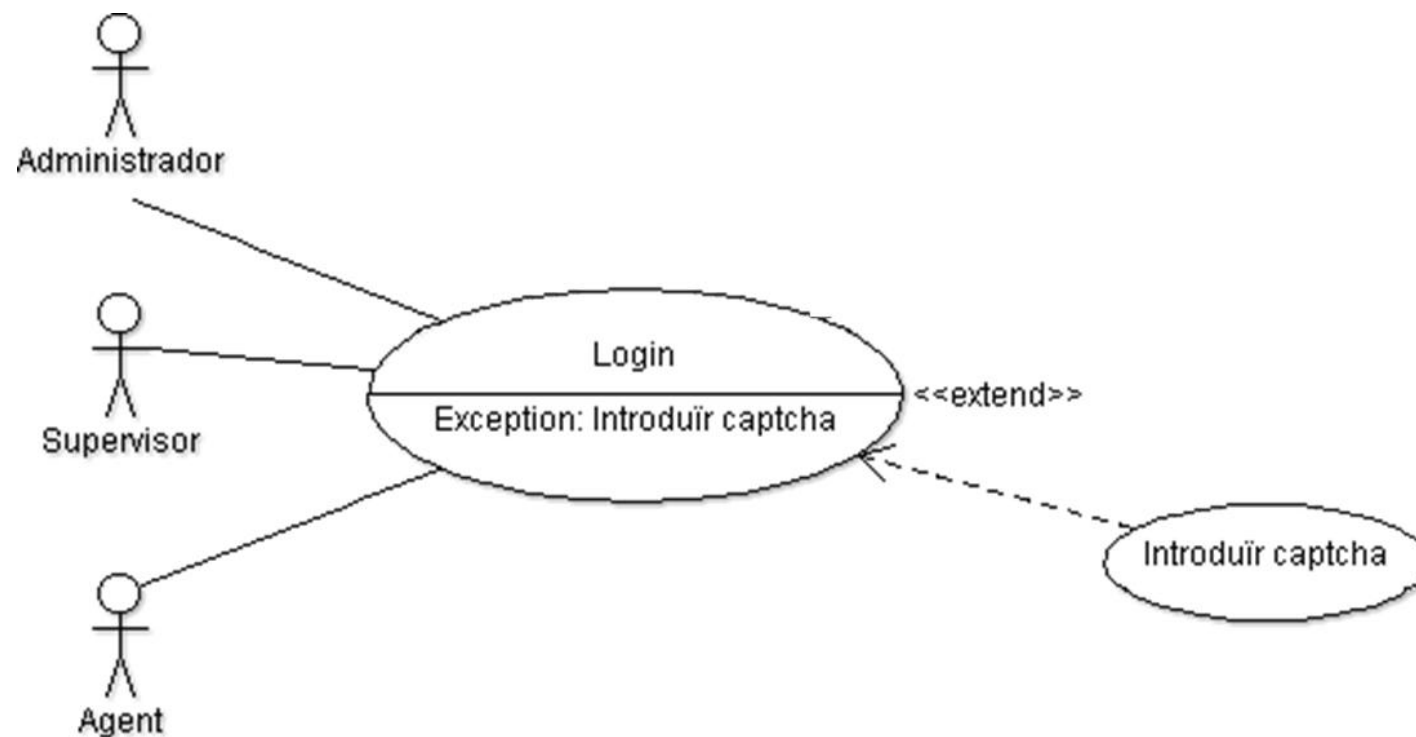 Administrador
Login
<<extend>>
Exception: Introduïr captcha
Supervisor
Introduïr captcha
Agent